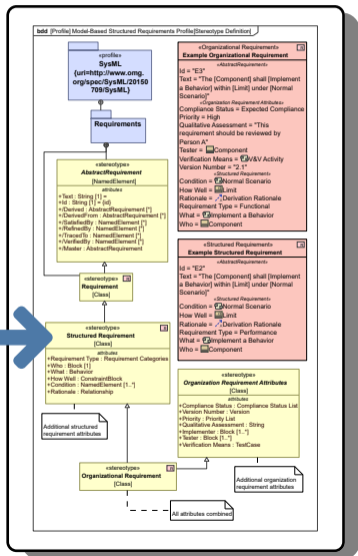 bdd [Profile] Model-Based Structured Requirements Profile[Stereotype Definition]
«profile»
SysML
{uri=http://www.omg.
org/spec/SysML/20150
709/SysML}
Requirements
«stereotype»
AbstractRequirement
[NamedElement]
attributes
+Text : String [1] =
+Id : String [1] = {id}
+/Derived : AbstractRequirement [*]
+/DerivedFrom : AbstractRequirement [*]
+/SatisfiedBy : NamedElement [*]
+/RefinedBy : NamedElement [*]
+/TracedTo : NamedElement [*]
+/VerifiedBy : NamedElement [*]
+/Master : AbstractRequirement
«stereotype»
Requirement
[Class]
«stereotype»
Structured Requirement
[Class]
attributes
+Requirement Type : Requirement Categories
+Who : Block [1]
+What : Behavior
+How Well : ConstraintBlock
+Condition : NamedElement [1..*]
+Rationale : Relationship
Additional structured
requirement attributes
«stereotype»
Organizational Requirement
[Class]
All attributes combined
«Organizational Requirement»
Example Organizational Requirement
«AbstractRequirement»
Id = "E3"
Text = "The [Component] shall [Implement
a Behavior] within [Limit] under [Normal
Scenario]"
«Organization Requirement Attributes»
Compliance Status = Expected Compliance
Priority = High
Qualitative Assessment = "This
requirement should be reviewed by
Person A"
Tester = Component
Verification Means = V&V Activity
Version Number = "2.1"
«Structured Requirement»
Condition = Normal Scenario
How Well = Limit
Rationale = Derivation Rationale
Requirement Type = Functional
What = Implement a Behavior
Who = Component
«Structured Requirement»
Example Structured Requirement
«AbstractRequirement»
Id = "E2"
Text = "The [Component] shall [Implement
a Behavior] within [Limit] under [Normal
Scenario]"
«Structured Requirement»
Condition = Normal Scenario
How Well = Limit
Rationale = Derivation Rationale
Requirement Type = Performance
What = Implement a Behavior
Who = Component
«stereotype»
Organization Requirement Attributes
[Class]
attributes
+Compliance Status : Compliance Status List
+Version Number : Version
+Priority : Priority List
+Qualitative Assessment : String
+Implementer : Block [1..*]
+Tester : Block [1..*]
+Verification Means : TestCase
Additional organization
requirement attributes